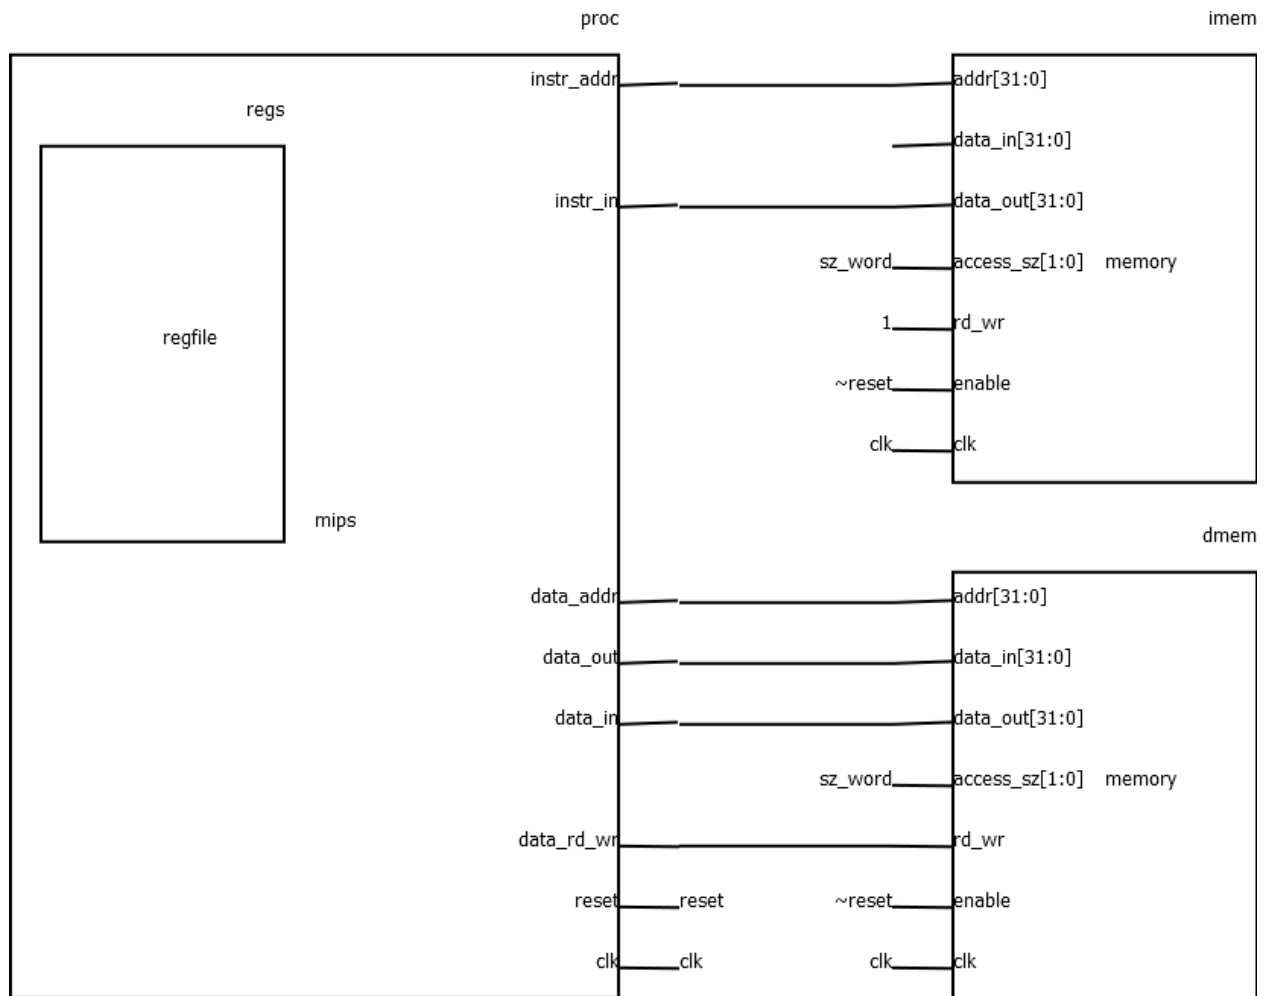 proc imem
instr_addr addr[31:0]
regs
data_in[31:0]
instr_in data_out[31:0]
sz_word access_sz[1:0] memory
1 rd_wr
regfile
~reset enable
clk clk
mips
dmem
data_addr addr[31:0]
data_out data_in[31:0]
data_in data_out[31:0]
sz_word access_sz[1:0] memory
data_rd_wr rd_wr
reset reset ~reset enable
clk clk clk clk